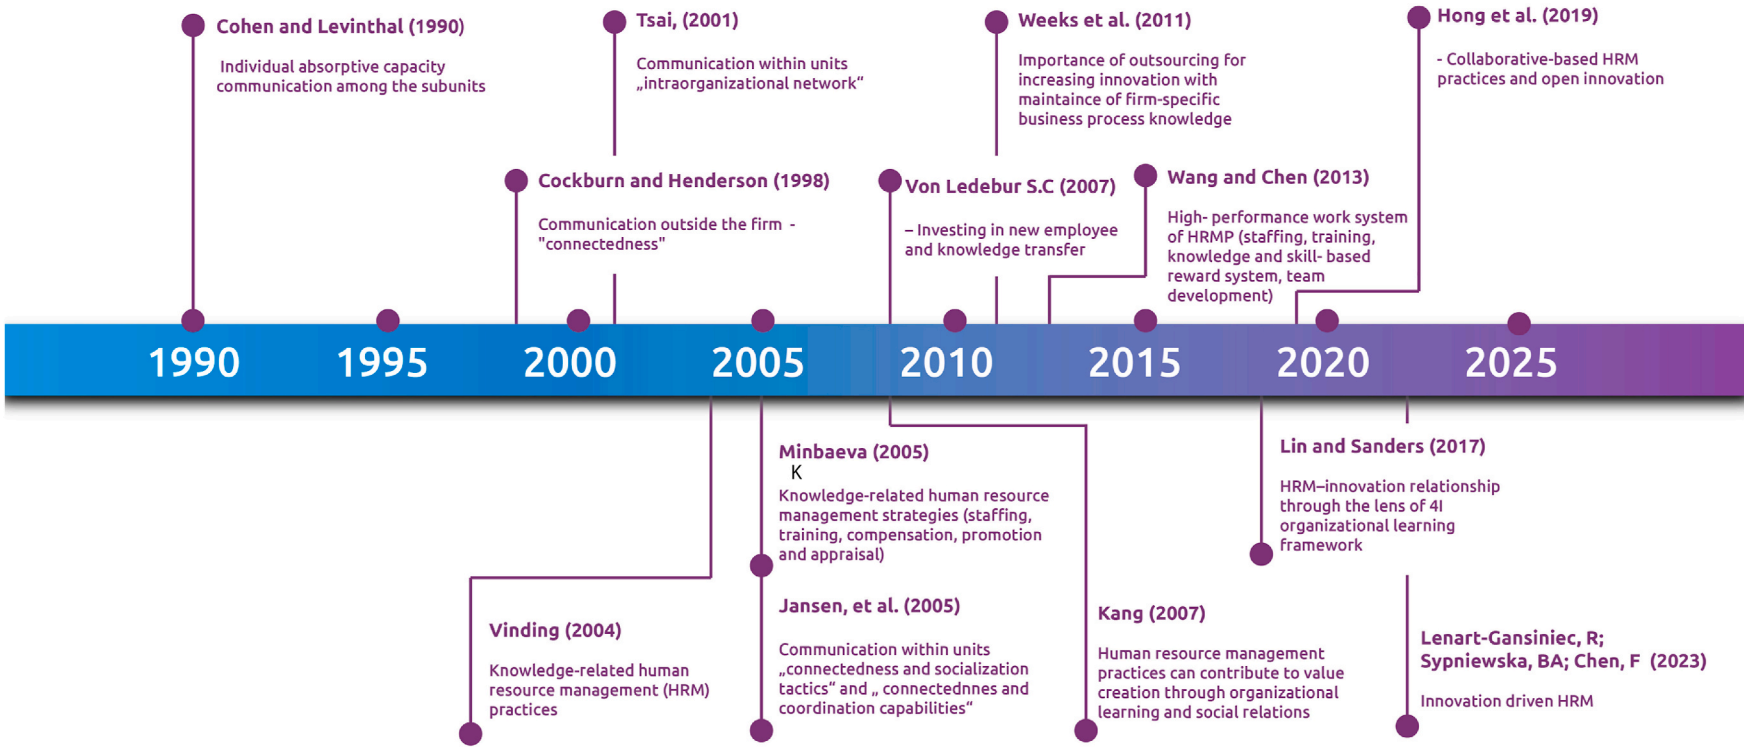 Cohen and Levinthal (1990)
Individual absorptive capacity
communication among the subunits
Tsai, (2001)
Communication within units
„intraorganizational network“
Weeks et al. (2011)
Importance of outsourcing for
increasing innovation with
maintaince of firm-specific
business process knowledge
Hong et al. (2019)
- Collaborative-based HRM
practices and open innovation
Cockburn and Henderson (1998)
Communication outside the firm -
"connectedness"
Von Ledebur S.C (2007)
– Investing in new employee
and knowledge transfer
Wang and Chen (2013)
High- performance work system
of HRMP (staffing, training,
knowledge and skill- based
reward system, team
development)
1990
1995
2000
2005
2010
2015
2020
2025
Vinding (2004)
Knowledge-related human
resource management (HRM)
practices
Minbaeva (2005)
K
Knowledge-related human resource
management strategies (staffing,
training, compensation, promotion
and appraisal)
Jansen, et al. (2005)
Communication within units
„connectedness and socialization
tactics“ and „ connectednnes and
coordination capabilities“
Kang (2007)
Human resource management
practices can contribute to value
creation through organizational
learning and social relations
Lin and Sanders (2017)
HRM–innovation relationship
through the lens of 4I
organizational learning
framework
Lenart-Gansiniec, R;
Sypniewska, BA; Chen, F (2023)
Innovation driven HRM